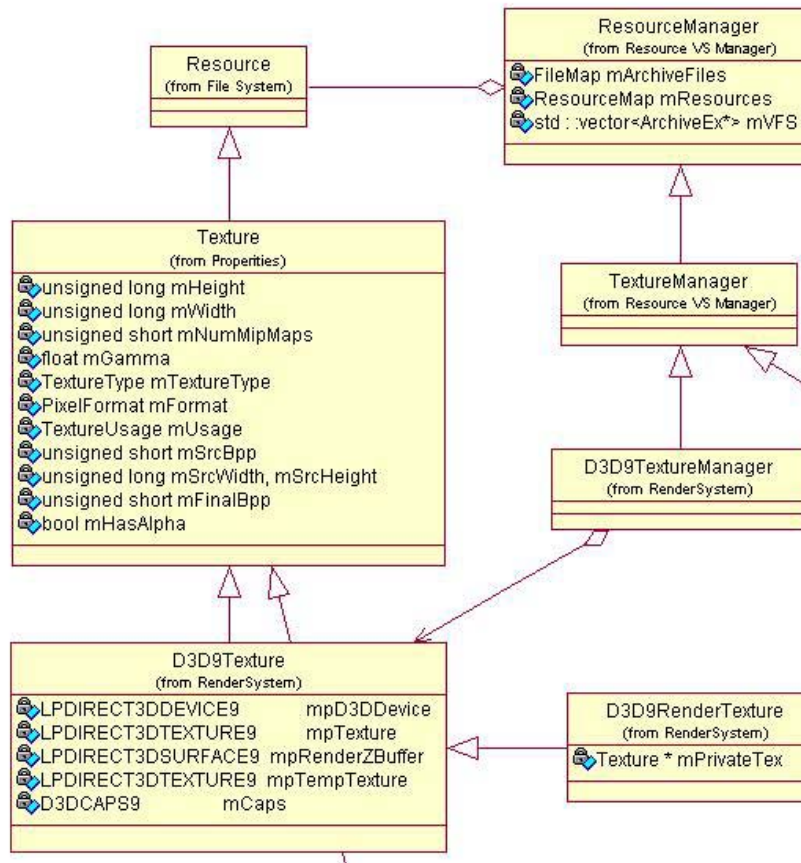 Resource
(from File System)
ResourceManager
(from Resource VS Manager)
FileMap mArchiveFiles
ResourceMap mResources
std : :vector<ArchiveEx*> mVFS
Texture
(from Properities)
unsigned long mHeight
unsigned long mWidth
unsigned short mNumMipMaps
float mGamma
TextureType mTextureType
PixelFormat mFormat
TextureUsage mUsage
unsigned short mSrcBpp
unsigned long mSrcWidth, mSrcHeight
unsigned short mFinalBpp
bool mHasAlpha
TextureManager
(from Resource VS Manager)
D3D9TextureManager
(from RenderSystem)
D3D9Texture
(from RenderSystem)
LPDIRECT3DDEVICE9 mpD3DDevice
LPDIRECT3DTEXTURE9 mpTexture
LPDIRECT3DSURFACE9 mpRenderZBuffer
LPDIRECT3DTEXTURE9 mpTempTexture
D3DCAPS9 mCaps
D3D9RenderTexture
(from RenderSystem)
Texture * mPrivateTex